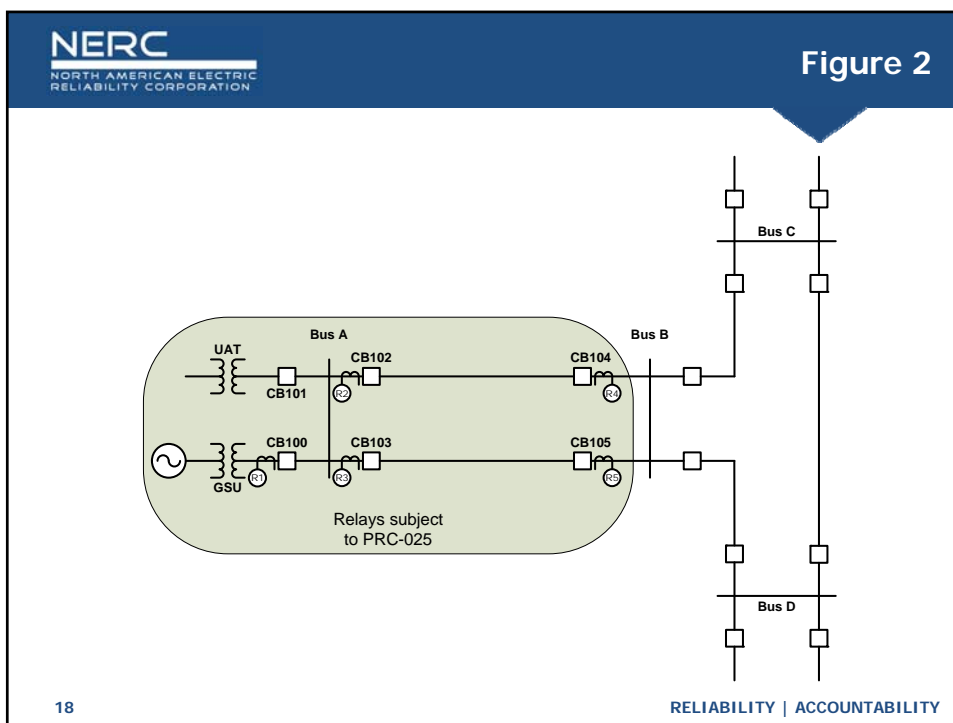 NERC
NORTH AMERICAN ELECTRIC
RELIABILITY CORPORATION
Figure 2
Bus C
Bus A
Bus B
UAT
CB102
CB104
CB101
R2
R4
CB100
CB103
CB105
R1
R3
R5
GSU
Relays subject
to PRC-025
Bus D
18
RELIABILITY | ACCOUNTABILITY